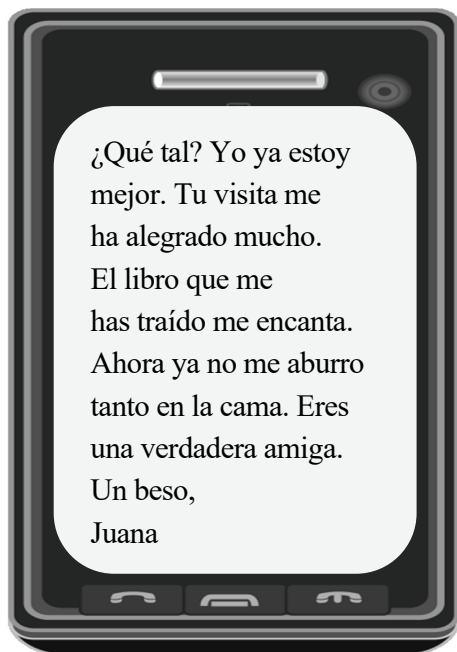 ¿Qué tal? Yo ya estoy
mejor. Tu visita me
ha alegrado mucho.
El libro que me
has traído me encanta.
Ahora ya no me aburro
tanto en la cama. Eres
una verdadera amiga.
Un beso,
Juana